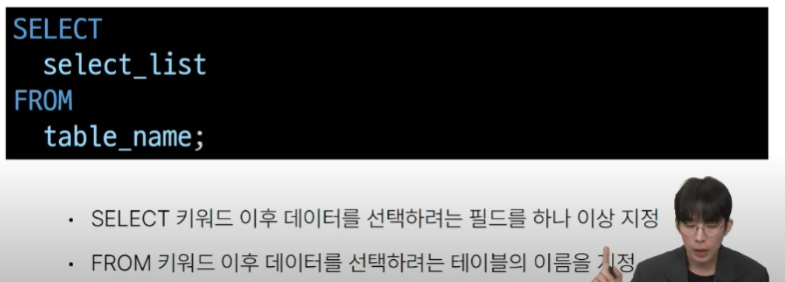 SELECT
select_list
FROM
table_name;
• SELECT 키워드 이후 데이터를 선택하려는 필드를 하나 이상 지정
• FROM 키워드 이후 데이터를 선택하려는 테이블의 이름을 지정